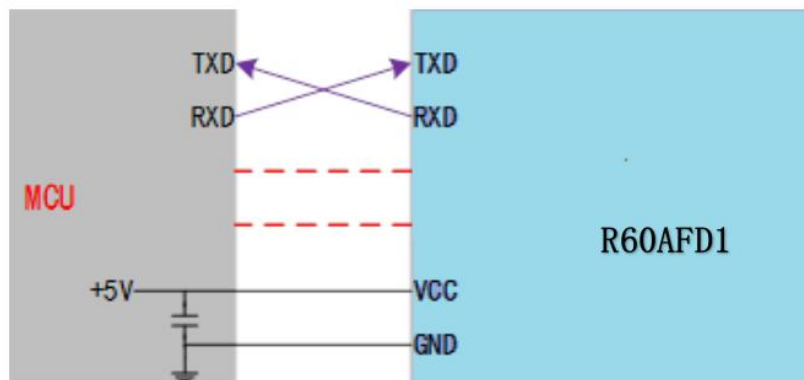 TXD TXD
RXD RXD
MCU
R60AFD1
+5V VCC
GND